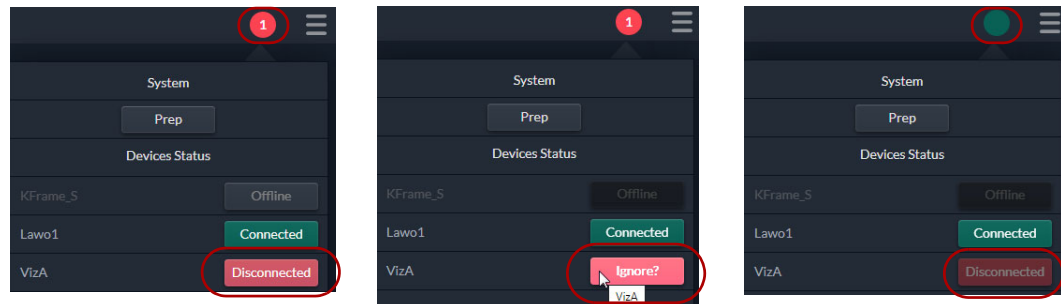 1
System
Prep
Devices Status
KFrame_S Offline
Lawo1 Connected
VizA Disconnected
1
System
Prep
Devices Status
KFrame_S Offline
Lawo1 Connected
VizA Ignore?
VizA
System
Prep
Devices Status
KFrame_S Offline
Lawo1 Connected
VizA Disconnected